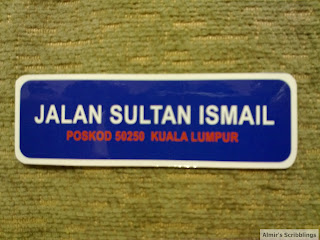 JALAN SULTAN ISMAIL
POSKOD 50250 KUALA LUMPUR
Almir's Scribblings